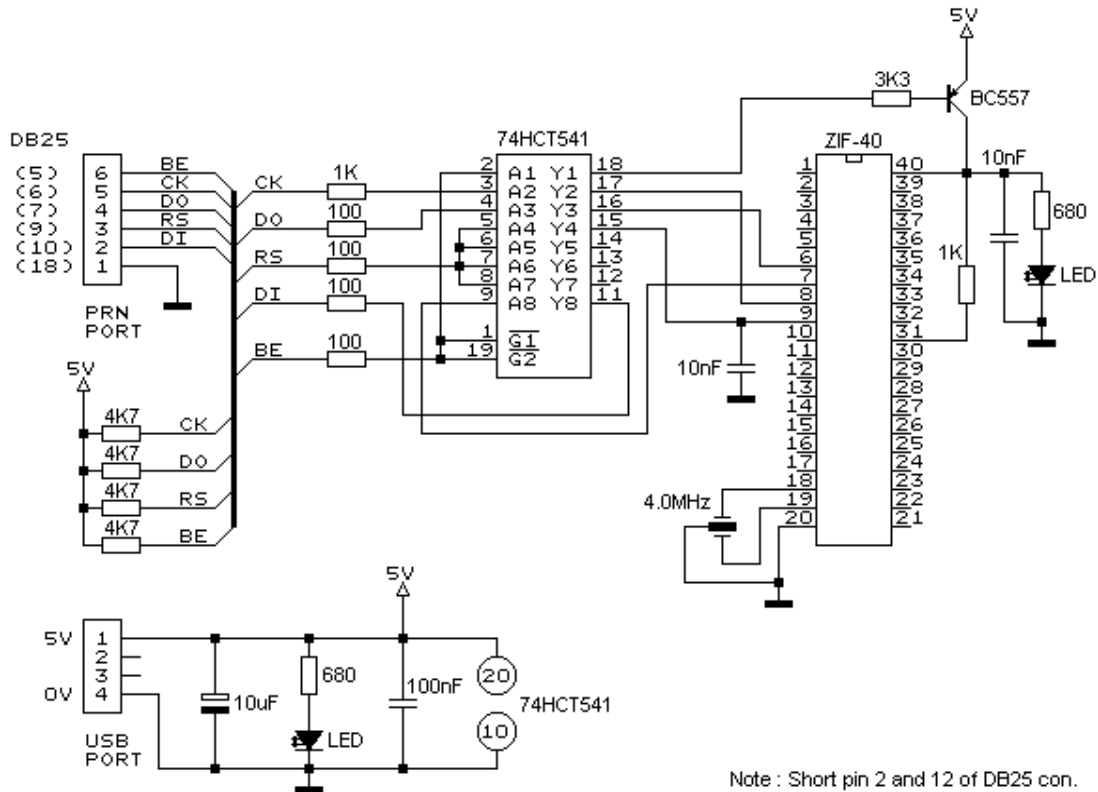 5V
3K3
BC557
DB25
74HCT541
ZIF-40
10nF
(5) 6 BE
(6) 5 CK
(7) 4 DO
(9) 3 RS
(10) 2 DI
(18) 1
PRN
PORT
CK 1K
DO 100
RS 100
DI 100
BE 100
2 A1 Y1 18
3 A2 Y2 17
4 A3 Y3 16
5 A4 Y4 15
6 A5 Y5 14
7 A6 Y6 13
8 A7 Y7 12
9 A8 Y8 11
1 G1
19 G2
10nF
1 40
2 39
3 38
4 37
5 36
6 35
7 34
8 33
9 32
10 31
11 30
12 29
13 28
14 27
15 26
16 25
17 24
18 23
19 22
20 21
1K
680
LED
4.0MHz
5V
4K7 CK
4K7 DO
4K7 RS
4K7 BE
5V
5V 1
2
3
0V 4
USB
PORT
10uF
680
LED
100nF
20
10
74HCT541
Note : Short pin 2 and 12 of DB25 con.